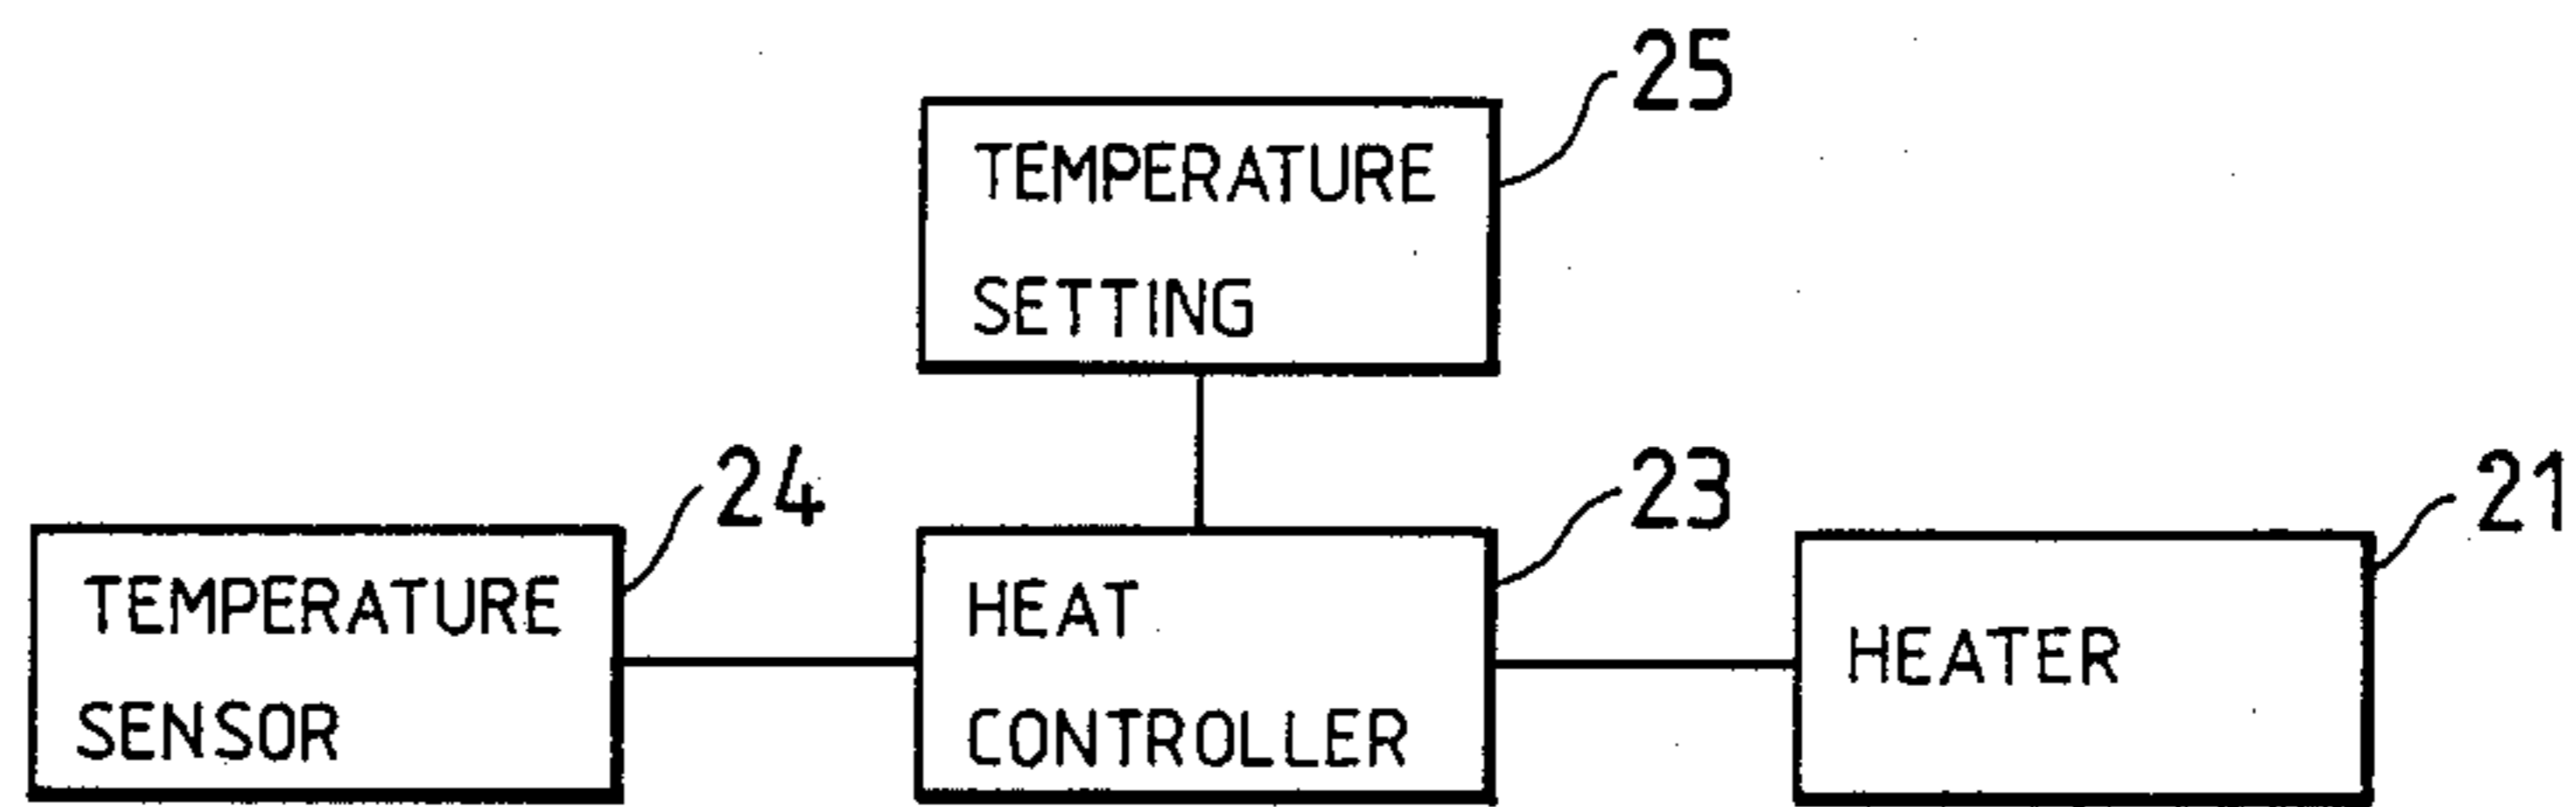 25
TEMPERATURE
SETTING
24
23
21
TEMPERATURE
SENSOR
HEAT
CONTROLLER
HEATER